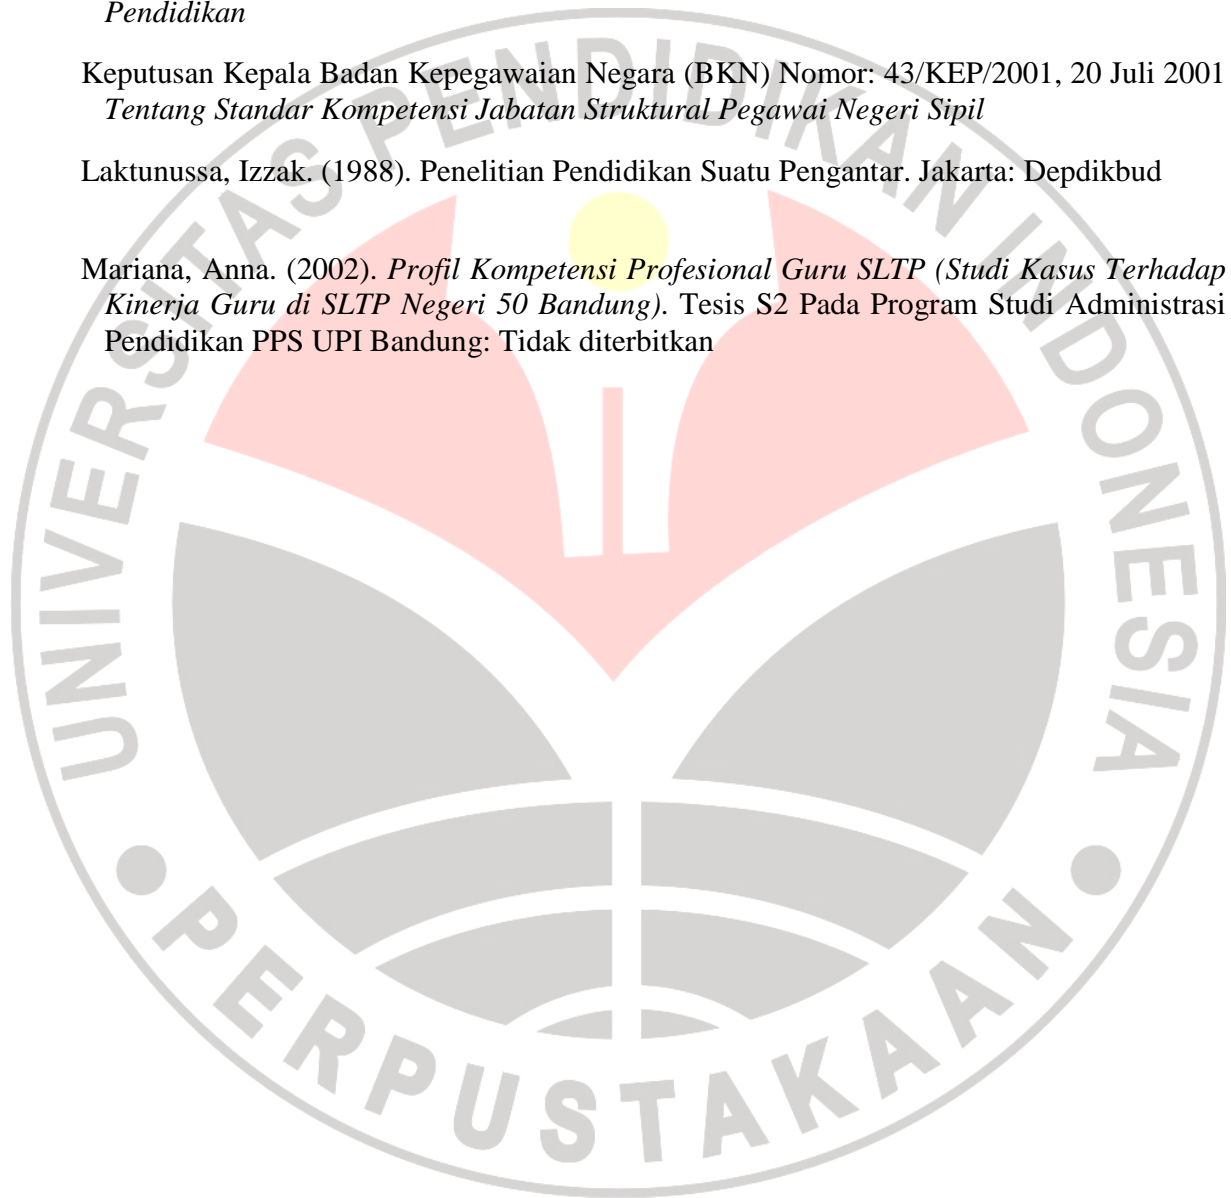 Pendidikan
Keputusan Kepala Badan Kepegawaian Negara (BKN) Nomor: 43/KEP/2001, 20 Juli 2001
Tentang Standar Kompetensi Jabatan Struktural Pegawai Negeri Sipil
Laktunussa, Izzak. (1988). Penelitian Pendidikan Suatu Pengantar. Jakarta: Depdikbud
Mariana, Anna. (2002). Profil Kompetensi Profesional Guru SLTP (Studi Kasus Terhadap
Kinerja Guru di SLTP Negeri 50 Bandung). Tesis S2 Pada Program Studi Administrasi
Pendidikan PPS UPI Bandung: Tidak diterbitkan
UNIVERSITAS PENDIDIKAN INDONESIA
PERPUSTAKAAN